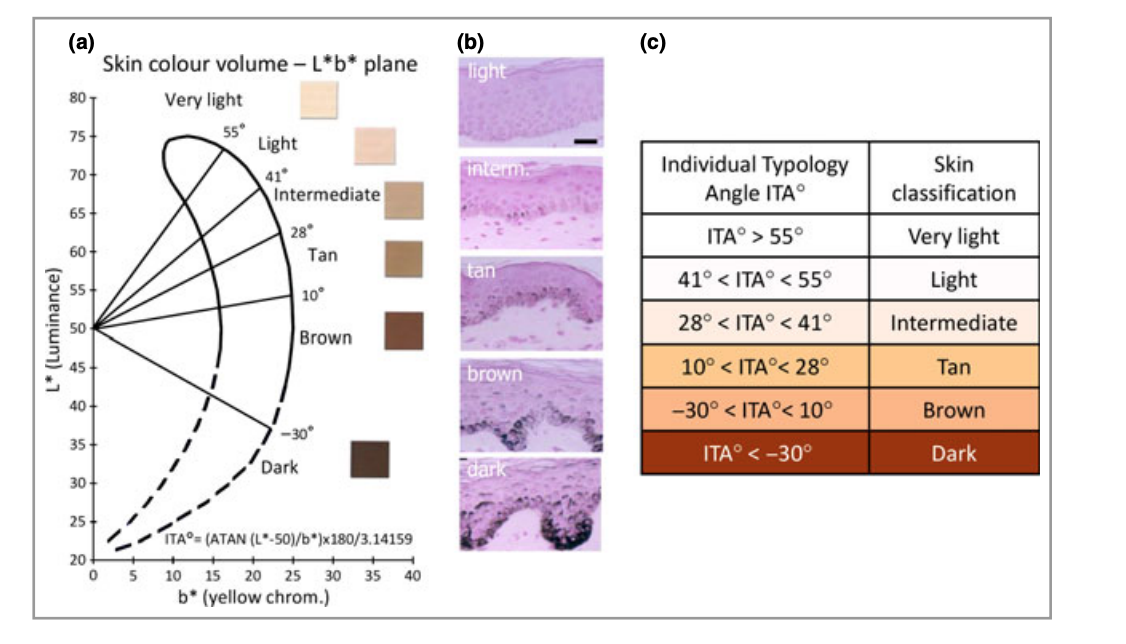 (a)
Skin colour volume – L*b* plane
80
75
70
65
60
55
50
45
40
35
30
25
20
L* (Luminance)
0 5 10 15 20 25 30 35 40
b* (yellow chrom.)
Very light
55°
Light
41°
Intermediate
28°
Tan
10°
Brown
−30°
Dark
ITA°= (ATAN (L*-50)/b*)x180/3.14159
(b)
light
interm.
tan
brown
dark
(c)
Individual Typology Skin
Angle ITA° classification
ITA° > 55° Very light
41° < ITA° < 55° Light
28° < ITA° < 41° Intermediate
10° < ITA°< 28° Tan
−30° < ITA°< 10° Brown
ITA° < −30° Dark